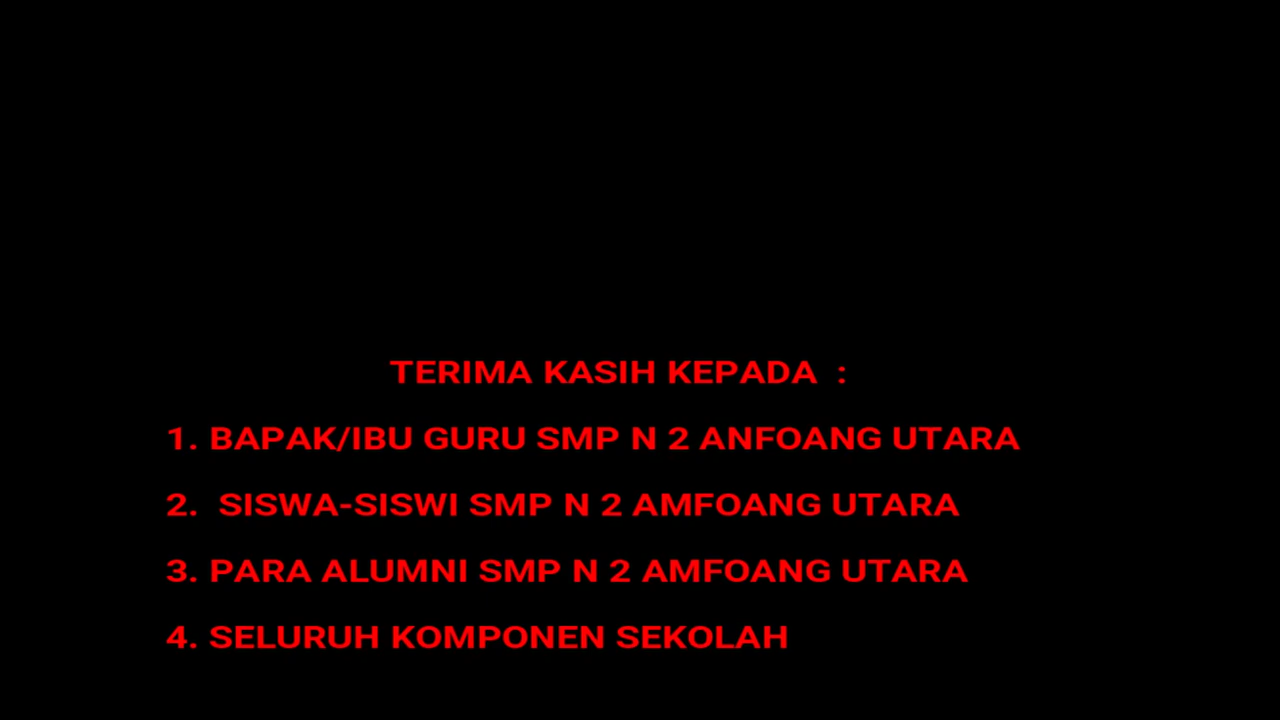 TERIMA KASIH KEPADA :
1. BAPAK/IBU GURU SMP N 2 ANFOANG UTARA
2. SISWA-SISWI SMP N 2 AMFOANG UTARA
3. PARA ALUMNI SMP N 2 AMFOANG UTARA
4. SELURUH KOMPONEN SEKOLAH